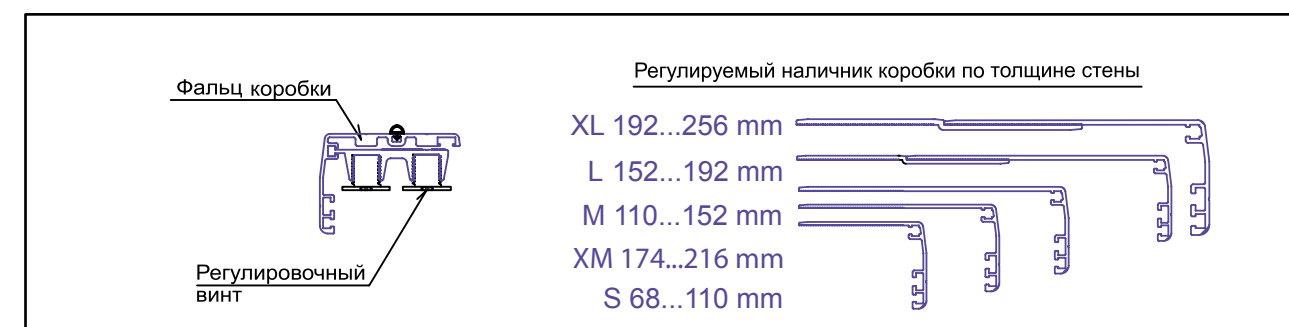 Фальц коробки
Регулировочный
винт
Регулируемый наличник коробки по толщине стены
XL 192...256 mm
L 152...192 mm
M 110...152 mm
XM 174...216 mm
S 68...110 mm